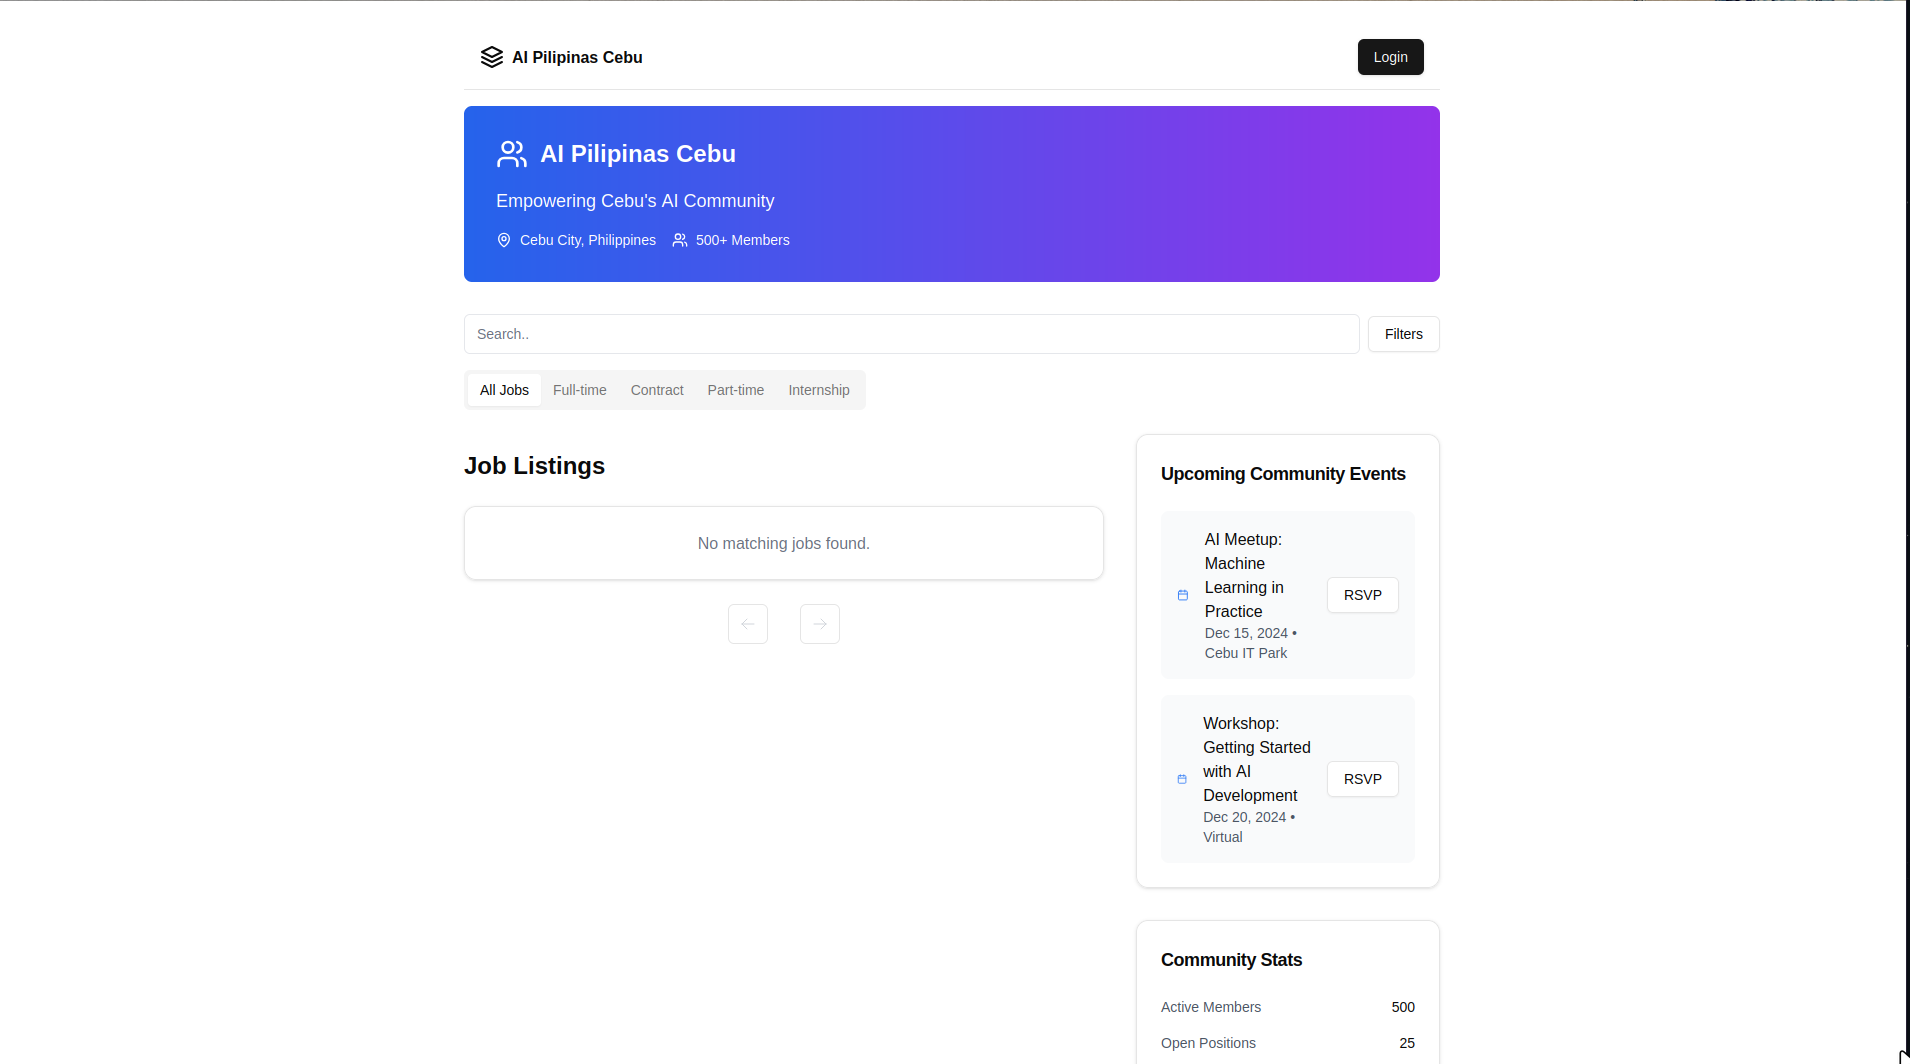 AI Pilipinas Cebu
Login
AI Pilipinas Cebu
Empowering Cebu's AI Community
Cebu City, Philippines
500+ Members
Search..
Filters
All Jobs
Full-time
Contract
Part-time
Internship
Job Listings
No matching jobs found.
Upcoming Community Events
AI Meetup:
Machine
Learning in
Practice
Dec 15, 2024 •
Cebu IT Park
RSVP
Workshop:
Getting Started
with AI
Development
Dec 20, 2024 •
Virtual
RSVP
Community Stats
Active Members 500
Open Positions 25